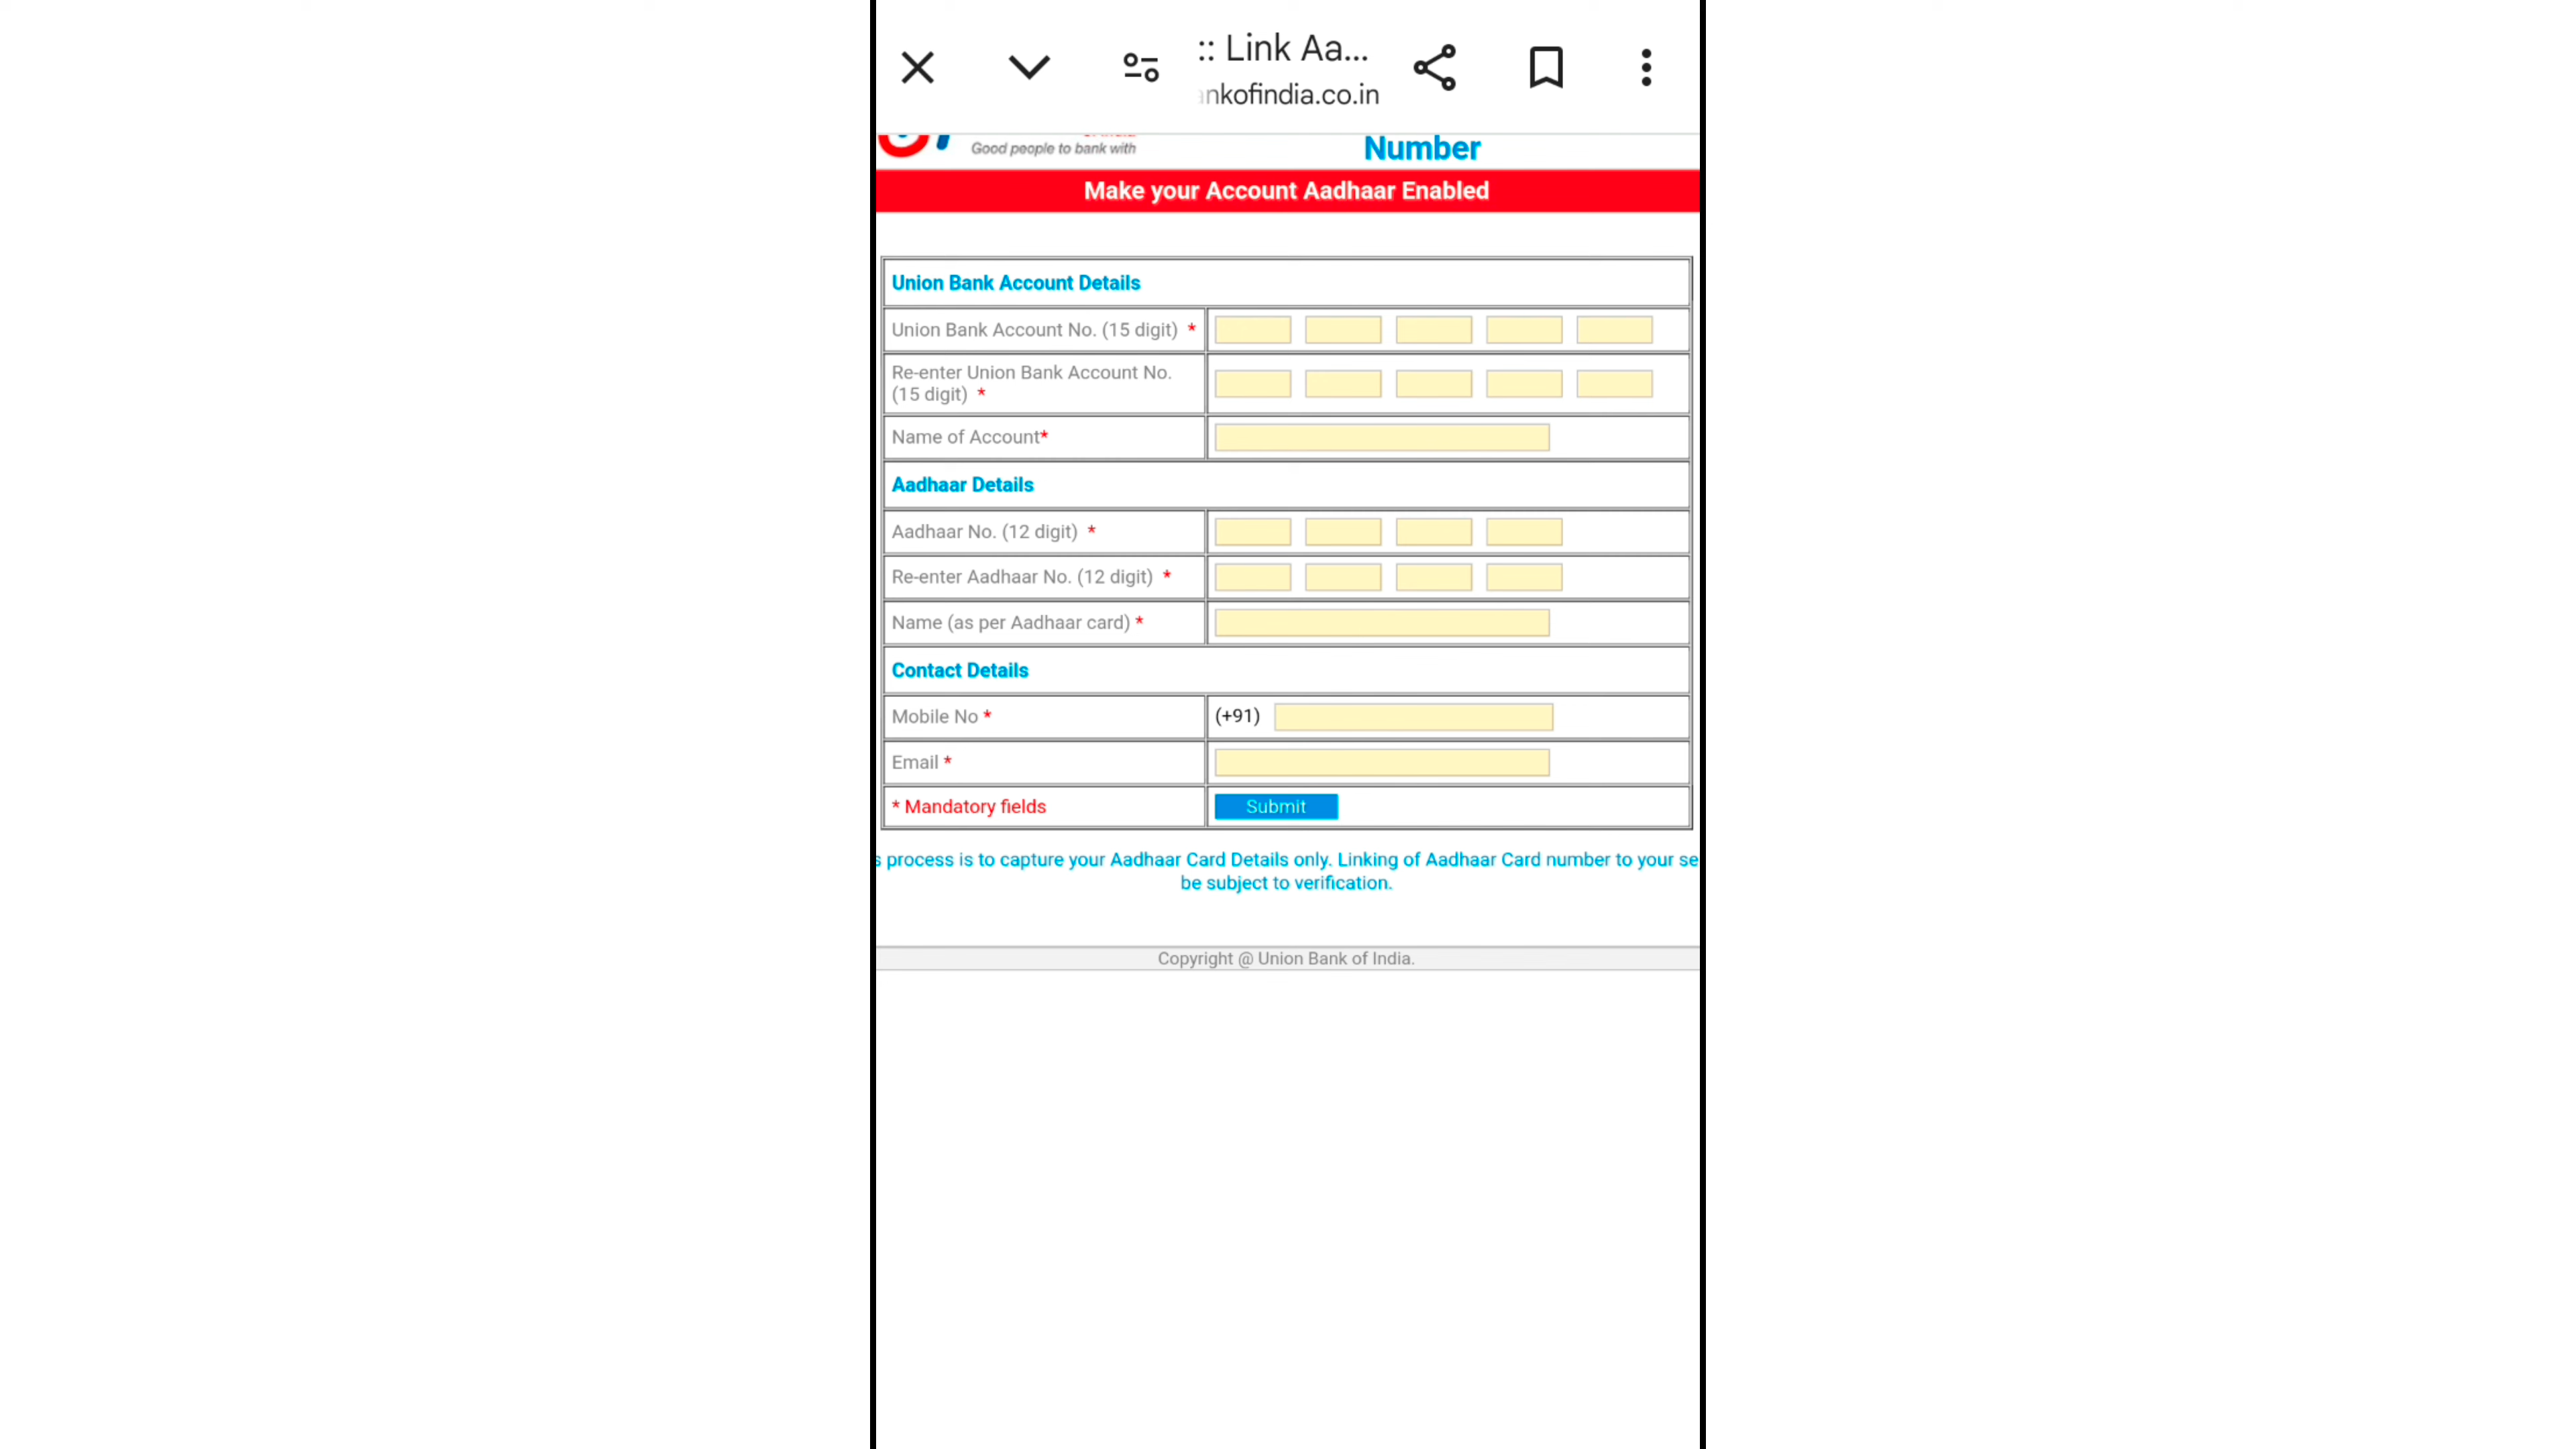 :: Link Aa...
nkofindia.co.in
Good people to bank with
Number
Make your Account Aadhaar Enabled
Union Bank Account Details
Union Bank Account No. (15 digit) *
Re-enter Union Bank Account No.
(15 digit) *
Name of Account*
Aadhaar Details
Aadhaar No. (12 digit) *
Re-enter Aadhaar No. (12 digit) *
Name (as per Aadhaar card) *
Contact Details
Mobile No * (+91)
Email *
* Mandatory fields Submit
s process is to capture your Aadhaar Card Details only. Linking of Aadhaar Card number to your se
be subject to verification.
Copyright @ Union Bank of India.